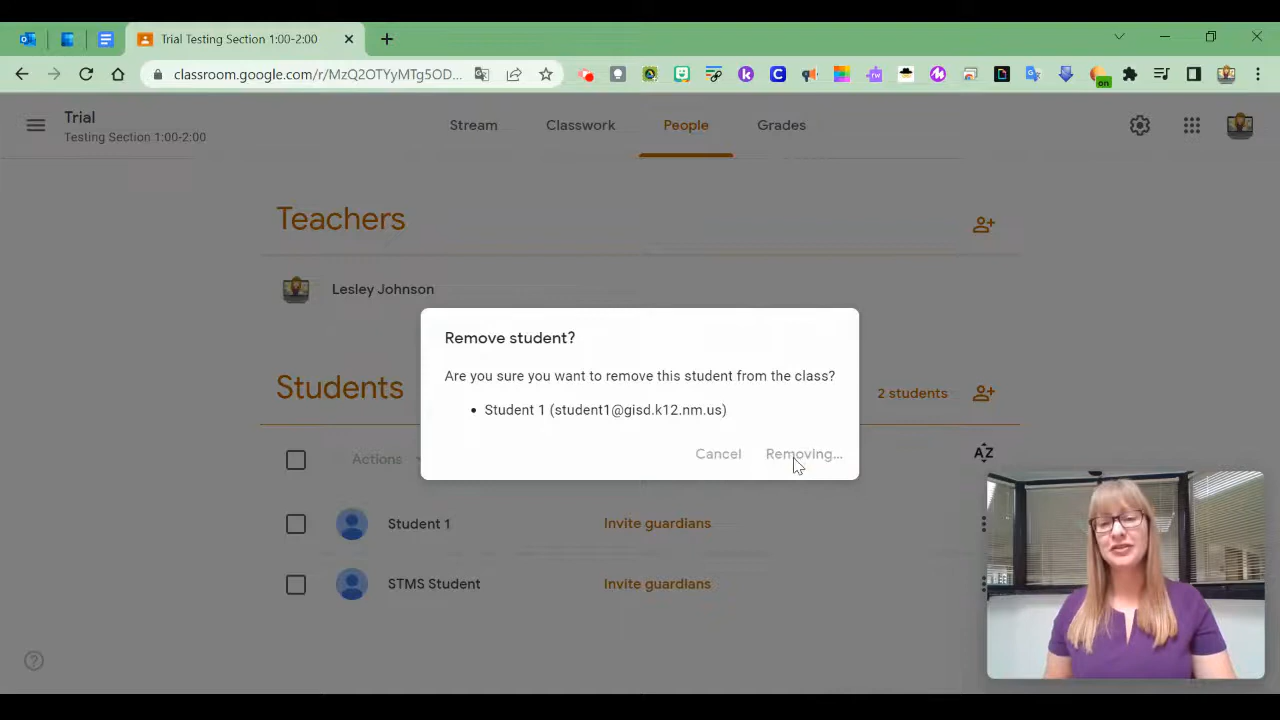 Trial Testing Section 1:00-2:00
classroom.google.com/r/MzQ2OTYyMTg5OD...
on
Trial
Testing Section 1:00-2:00
Stream
Classwork
People
Grades
Teachers
Lesley Johnson
Remove student?
Are you sure you want to remove this student from the class?
• Student 1 (student1@gisd.k12.nm.us)
Cancel
Removing...
Students
2 students
Actions
AZ
Student 1
Invite guardians
STMS Student
Invite guardians